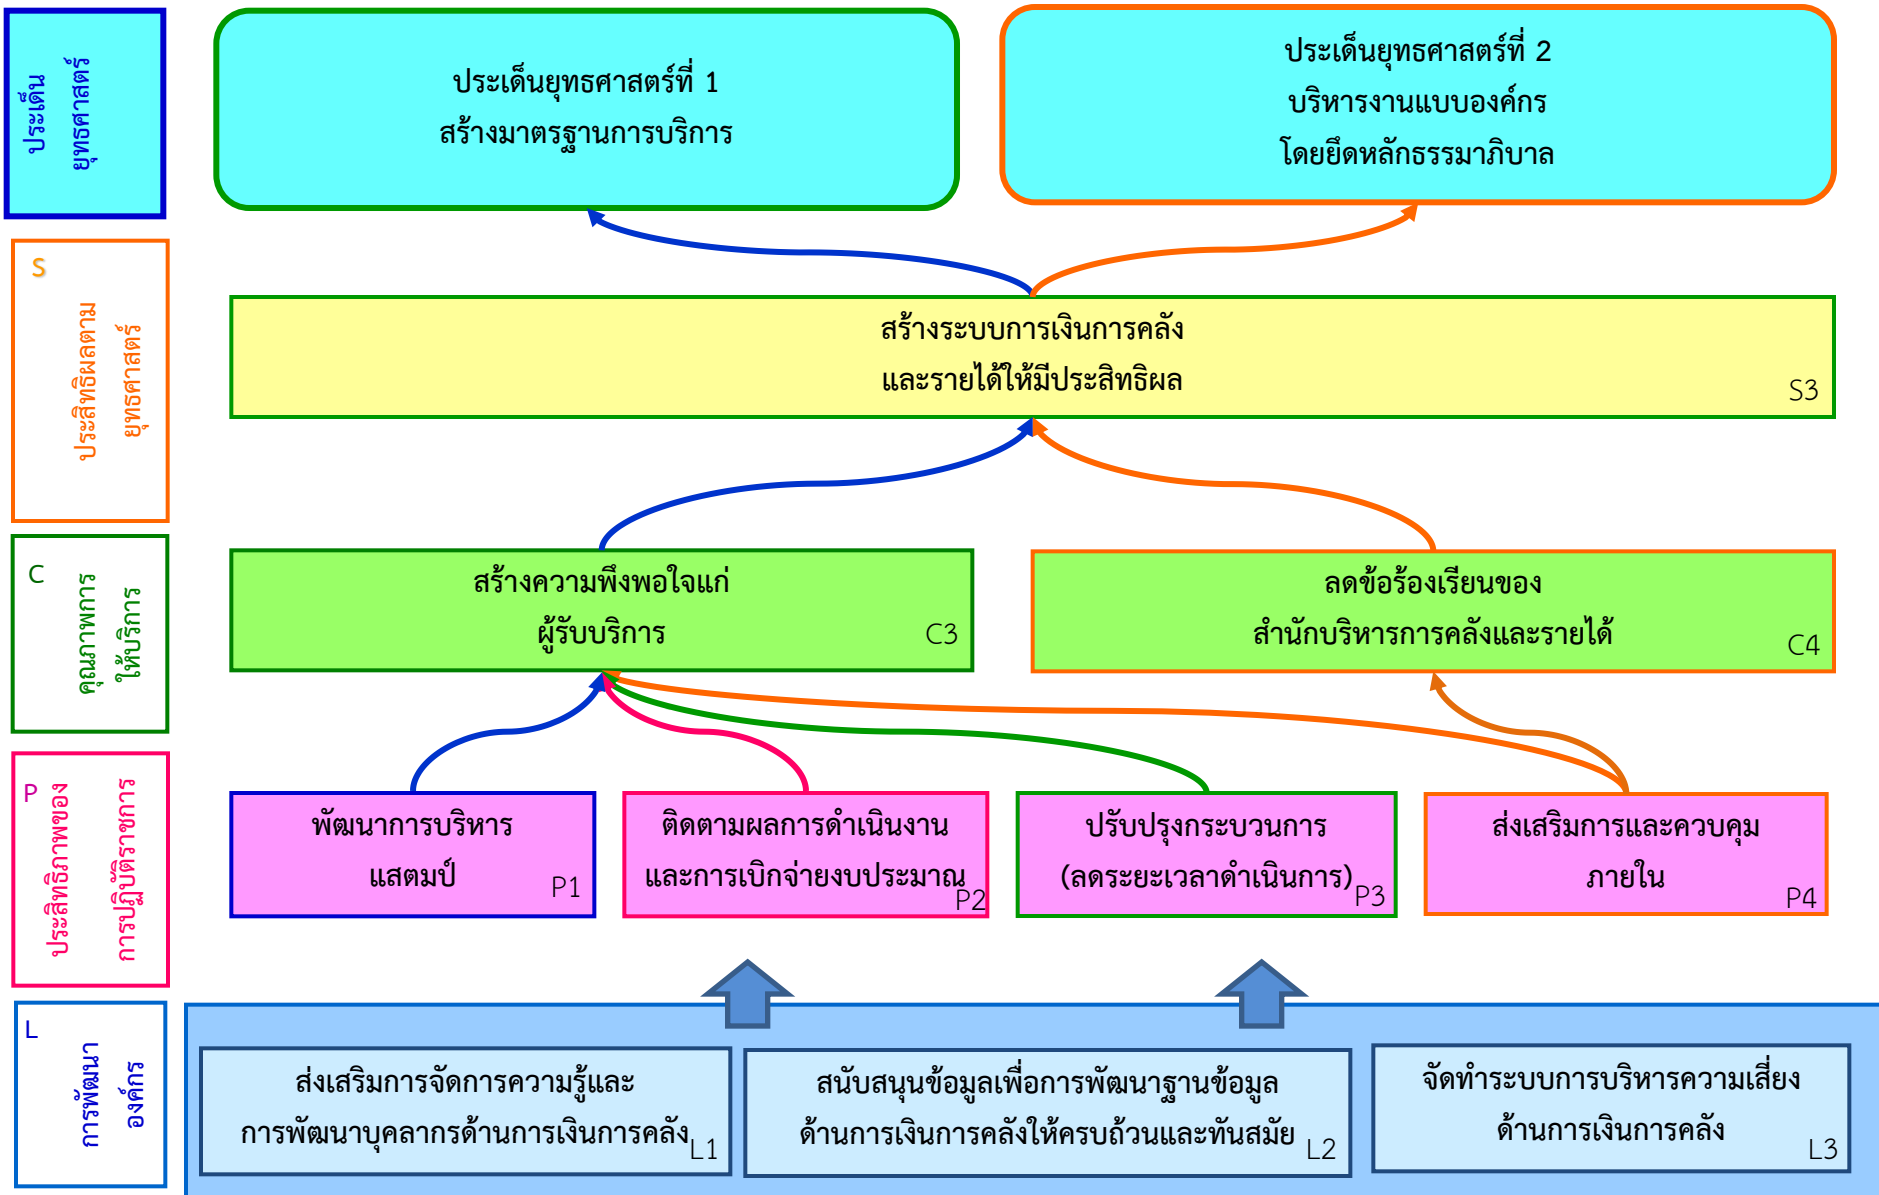 ประเด็น
ยุทธศาสตร์
ประเด็นยุทธศาสตร์ที่ 1
สร้างมาตรฐานการบริการ
ประเด็นยุทธศาสตร์ที่ 2
บริหารงานแบบองค์กร
โดยยึดหลักธรรมาภิบาล
S
ประสิทธิผลตาม
ยุทธศาสตร์
สร้างระบบการเงินการคลัง
และรายได้ให้มีประสิทธิผล
S3
C
คุณภาพการ
ให้บริการ
สร้างความพึงพอใจแก่
ผู้รับบริการ
C3
ลดข้อร้องเรียนของ
สำนักบริหารการคลังและรายได้
C4
P
ประสิทธิภาพของ
การปฏิบัติราชการ
พัฒนาการบริหาร
แสตมป์
P1
ติดตามผลการดำเนินงาน
และการเบิกจ่ายงบประมาณ
P2
ปรับปรุงกระบวนการ
(ลดระยะเวลาดำเนินการ)
P3
ส่งเสริมการและควบคุม
ภายใน
P4
L
การพัฒนา
องค์กร
ส่งเสริมการจัดการความรู้และ
การพัฒนาบุคลากรด้านการเงินการคลัง
L1
สนับสนุนข้อมูลเพื่อการพัฒนาฐานข้อมูล
ด้านการเงินการคลังให้ครบถ้วนและทันสมัย
L2
จัดทำระบบการบริหารความเสี่ยง
ด้านการเงินการคลัง
L3